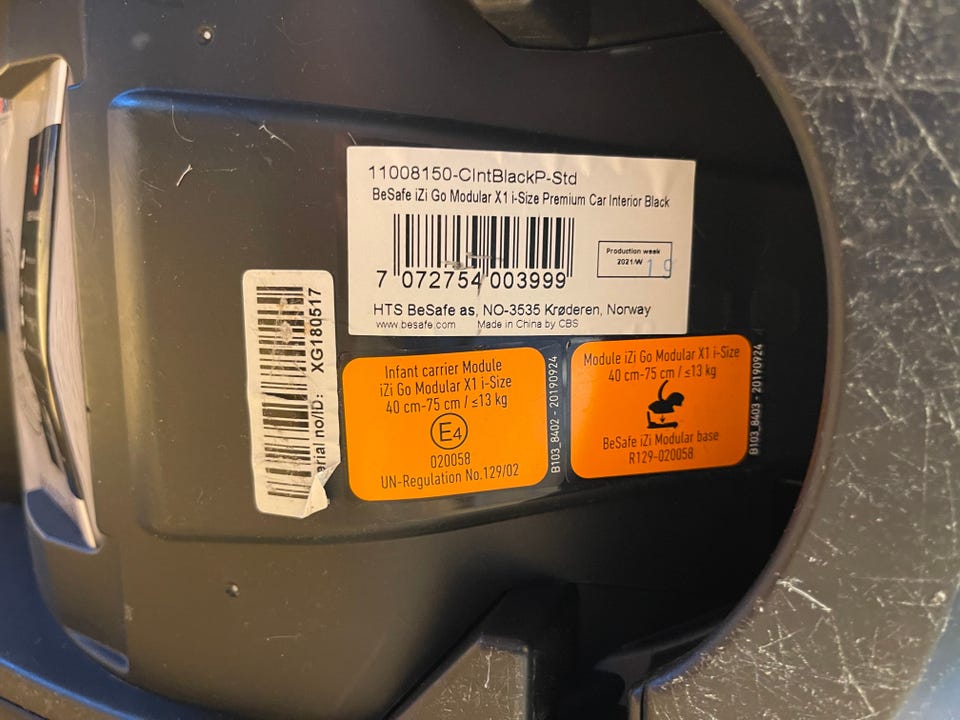 11008150-CIntBlackP-Std
BeSafe iZi Go Modular X1 i-Size Premium Car Interior Black
Production week
2021/W 19
7 072754 003999
HTS BeSafe as, NO-3535 Krøderen, Norway
www.besafe.com Made in China by CBS
erial no/ID: XG180517
Infant carrier Module
iZi Go Modular X1 i-Size
40 cm-75 cm / ≤13 kg
E4
020058
UN-Regulation No.129/02
B103_8402 - 20190924
Module iZi Go Modular X1 i-Size
40 cm-75 cm / ≤13 kg
BeSafe iZi Modular base
R129-020058
B103_8403 - 20190924